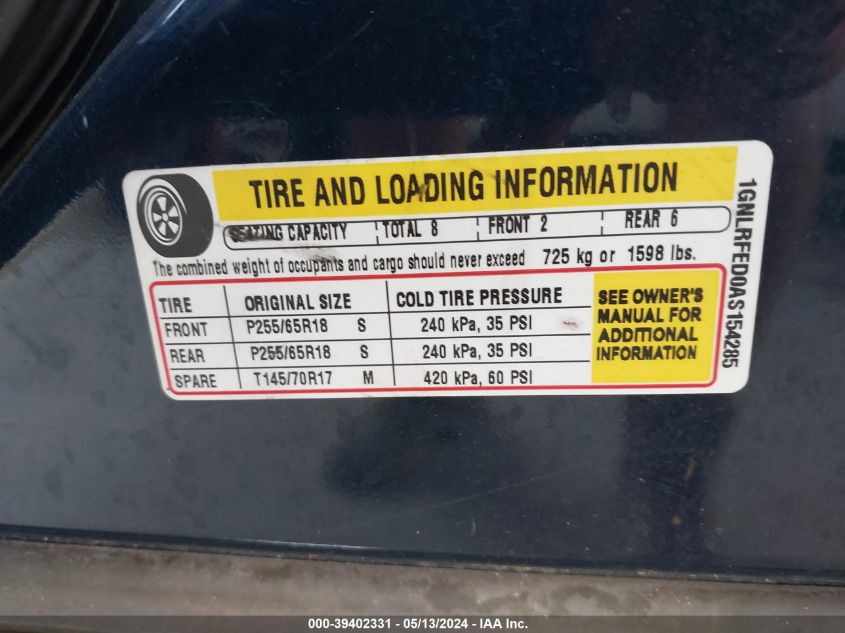 TIRE AND LOADING INFORMATION
SEATING CAPACITY TOTAL 8 FRONT 2 REAR 6
The combined weight of occupants and cargo should never exceed 725 kg or 1598 lbs.
TIRE ORIGINAL SIZE COLD TIRE PRESSURE
FRONT P255/65R18 S 240 kPa, 35 PSI
REAR P255/65R18 S 240 kPa, 35 PSI
SPARE T145/70R17 M 420 kPa, 60 PSI
SEE OWNER'S
MANUAL FOR
ADDITIONAL
INFORMATION
1GNLRFED0AS154285
000-39402331 - 05/13/2024 - IAA Inc.